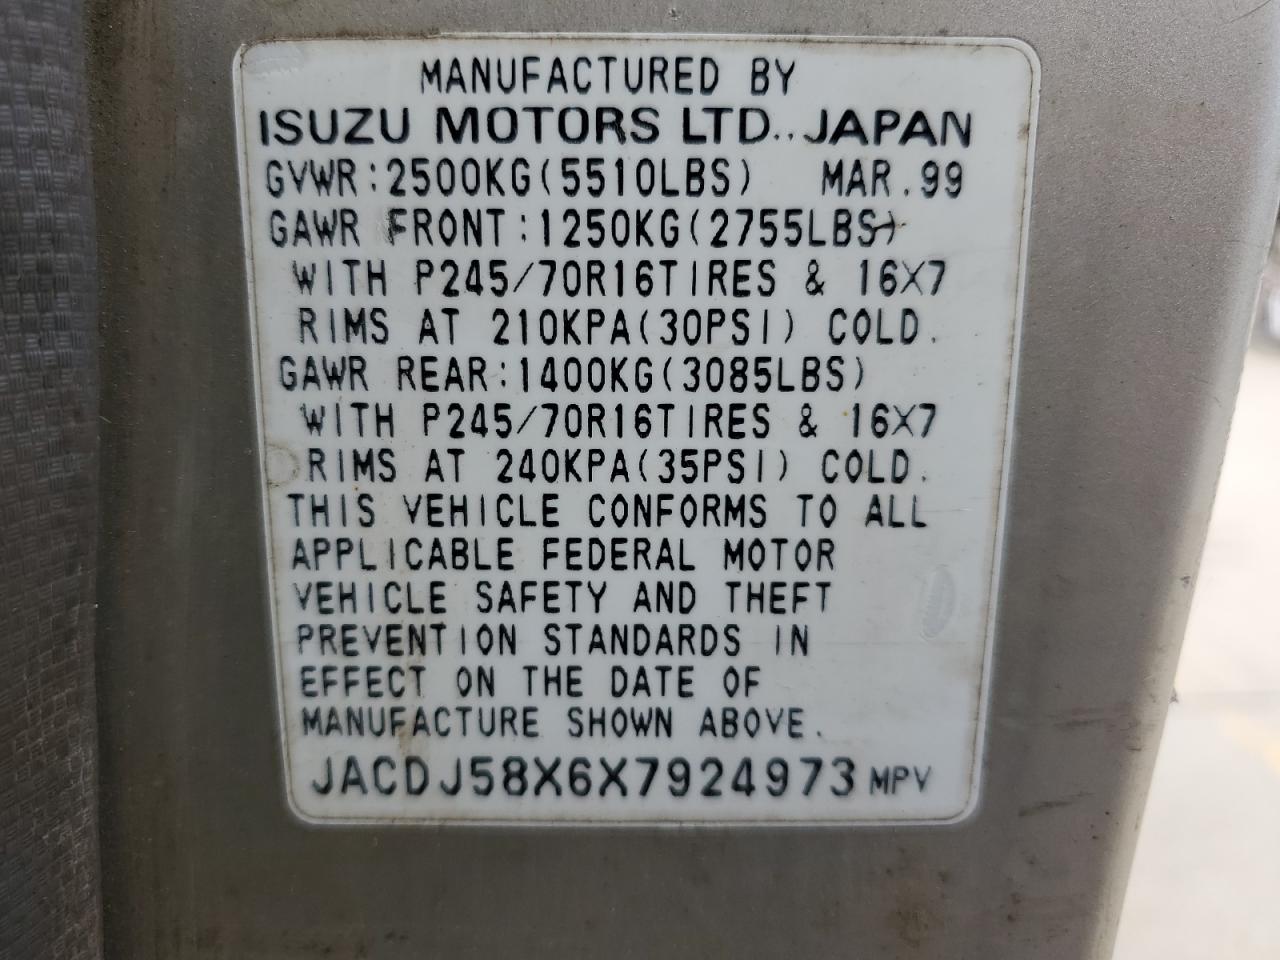 MANUFACTURED BY
ISUZU MOTORS LTD., JAPAN
GVWR:2500KG(5510LBS) MAR.99
GAWR FRONT:1250KG(2755LBS)
WITH P245/70R16TIRES & 16X7
RIMS AT 210KPA(30PSI) COLD.
GAWR REAR:1400KG(3085LBS)
WITH P245/70R16TIRES & 16X7
RIMS AT 240KPA(35PSI) COLD.
THIS VEHICLE CONFORMS TO ALL
APPLICABLE FEDERAL MOTOR
VEHICLE SAFETY AND THEFT
PREVENTION STANDARDS IN
EFFECT ON THE DATE OF
MANUFACTURE SHOWN ABOVE.
JACDJ58X6X7924973 MPV